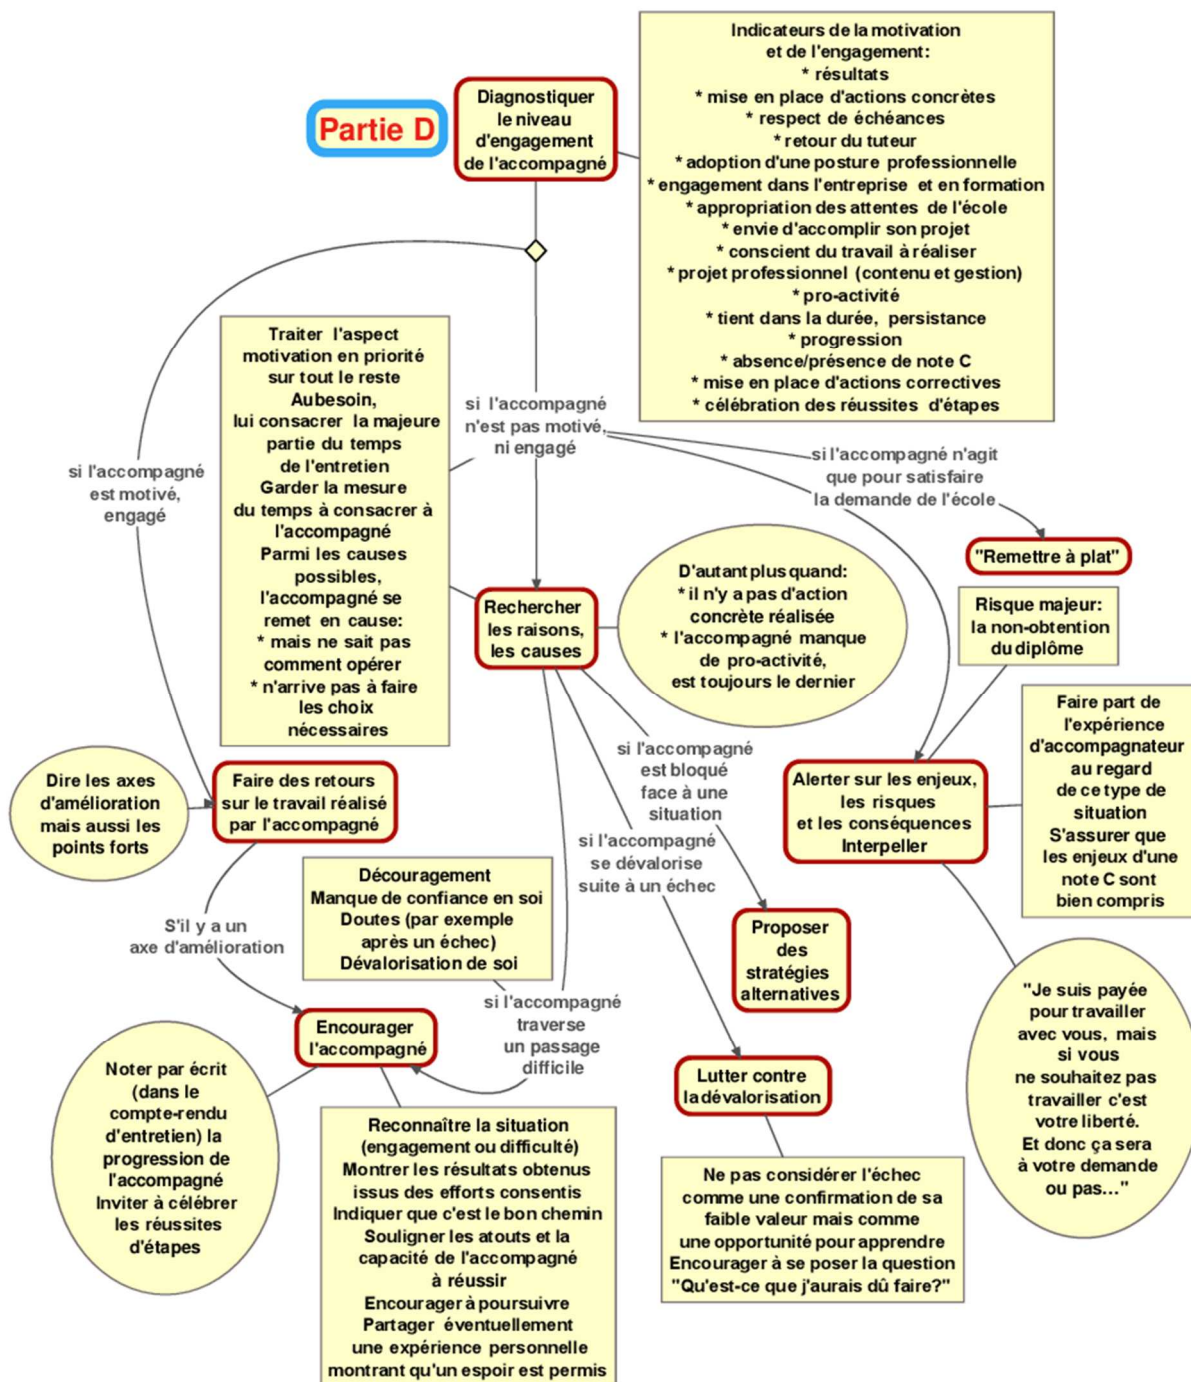 Partie D
Diagnostiquer
le niveau
d'engagement
de l'accompagné
Indicateurs de la motivation
et de l'engagement:
* résultats
* mise en place d'actions concrètes
* respect de échéances
* retour du tuteur
* adoption d'une posture professionnelle
* engagement dans l'entreprise et en formation
* appropriation des attentes de l'école
* envie d'accomplir son projet
* conscient du travail à réaliser
* projet professionnel (contenu et gestion)
* pro-activité
* tient dans la durée, persistance
* progression
* absence/présence de note C
* mise en place d'actions correctives
* célébration des réussites d'étapes
si l'accompagné
est motivé,
engagé
Traiter l'aspect
motivation en priorité
sur tout le reste
Aubesoin,
lui consacrer la majeure
partie du temps
de l'entretien
Garder la mesure
du temps à consacrer à
l'accompagné
Parmi les causes
possibles,
l'accompagné se
remet en cause:
* mais ne sait pas
comment opérer
* n'arrive pas à faire
les choix
nécessaires
si l'accompagné
n'est pas motivé,
ni engagé
si l'accompagné n'agit
que pour satisfaire
la demande de l'école
"Remettre à plat"
Rechercher
les raisons,
les causes
D'autant plus quand:
* il n'y a pas d'action
concrète réalisée
* l'accompagné manque
de pro-activité,
est toujours le dernier
Risque majeur:
la non-obtention
du diplôme
Faire part de
l'expérience
d'accompagnateur
au regard
de ce type de
situation
S'assurer que
les enjeux d'une
note C sont
bien compris
Alerter sur les enjeux,
les risques
et les conséquences
Interpeller
Dire les axes
d'amélioration
mais aussi les
points forts
Faire des retours
sur le travail réalisé
par l'accompagné
si l'accompagné
est bloqué
face à une
situation
si l'accompagné
se dévalorise
suite à un échec
S'il y a un
axe d'amélioration
Découragement
Manque de confiance en soi
Doutes (par exemple
après un échec)
Dévalorisation de soi
Proposer
des
stratégies
alternatives
si l'accompagné
traverse
un passage
difficile
Encourager
l'accompagné
Lutter contre
la dévalorisation
"Je suis payée
pour travailler
avec vous, mais
si vous
ne souhaitez pas
travailler c'est
votre liberté.
Et donc ça sera
à votre demande
ou pas..."
Noter par écrit
(dans le
compte-rendu
d'entretien) la
progression de
l'accompagné
Inviter à célébrer
les réussites
d'étapes
Reconnaître la situation
(engagement ou difficulté)
Montrer les résultats obtenus
issus des efforts consentis
Indiquer que c'est le bon chemin
Souligner les atouts et la
capacité de l'accompagné
à réussir
Encourager à poursuivre
Partager éventuellement
une expérience personnelle
montrant qu'un espoir est permis
Ne pas considérer l'échec
comme une confirmation de sa
faible valeur mais comme
une opportunité pour apprendre
Encourager à se poser la question
"Qu'est-ce que j'aurais dû faire?"